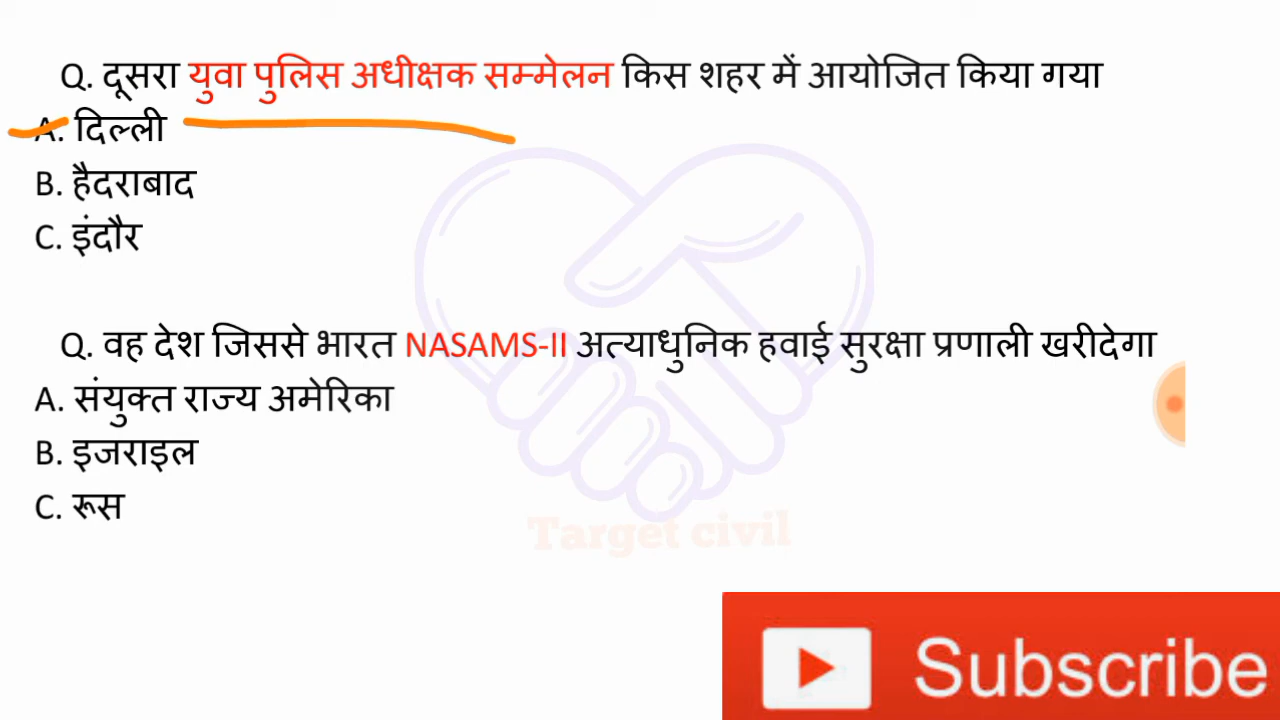 Q. दूसरा युवा पुलिस अधीक्षक सम्मेलन किस शहर में आयोजित किया गया
A. दिल्ली
B. हैदराबाद
C. इंदौर
Q. वह देश जिससे भारत NASAMS-II अत्याधुनिक हवाई सुरक्षा प्रणाली खरीदेगा
A. संयुक्त राज्य अमेरिका
B. इजराइल
C. रूस
Target civil
Subscribe